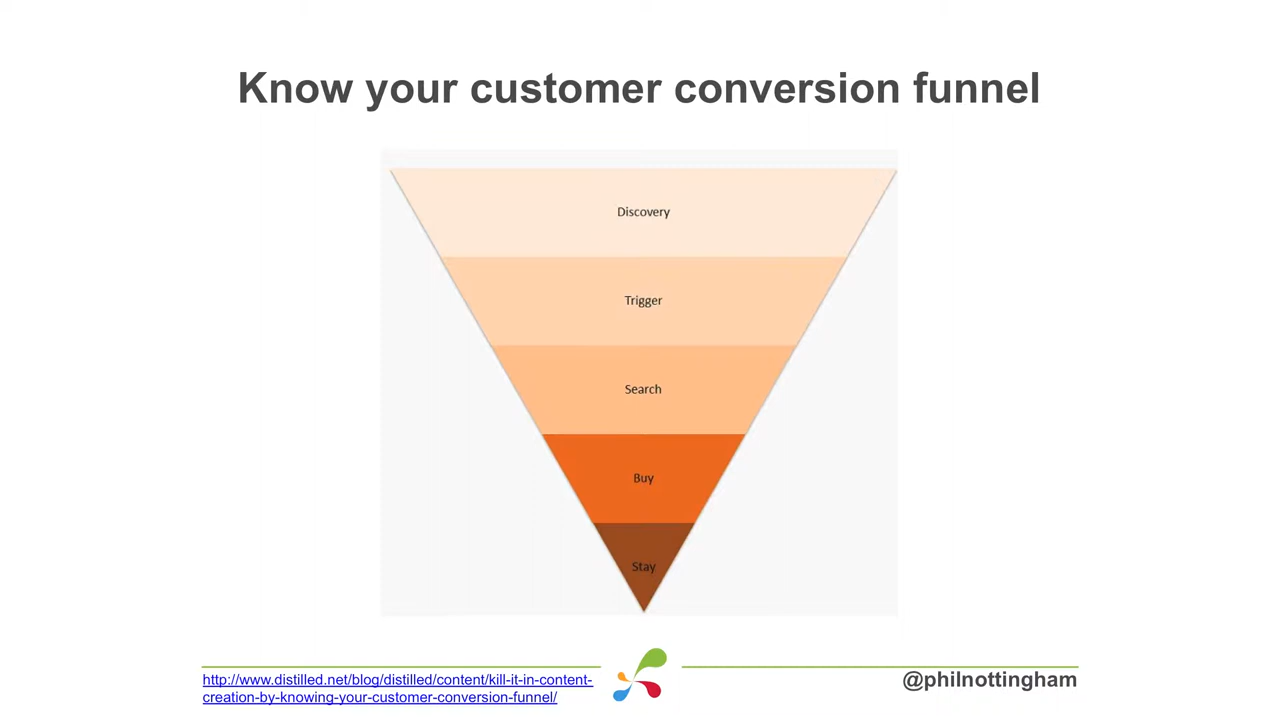 Know your customer conversion funnel
Discovery
Trigger
Search
Buy
Stay
http://www.distilled.net/blog/distilled/content/kill-it-in-content-
creation-by-knowing-your-customer-conversion-funnel/
@philnottingham